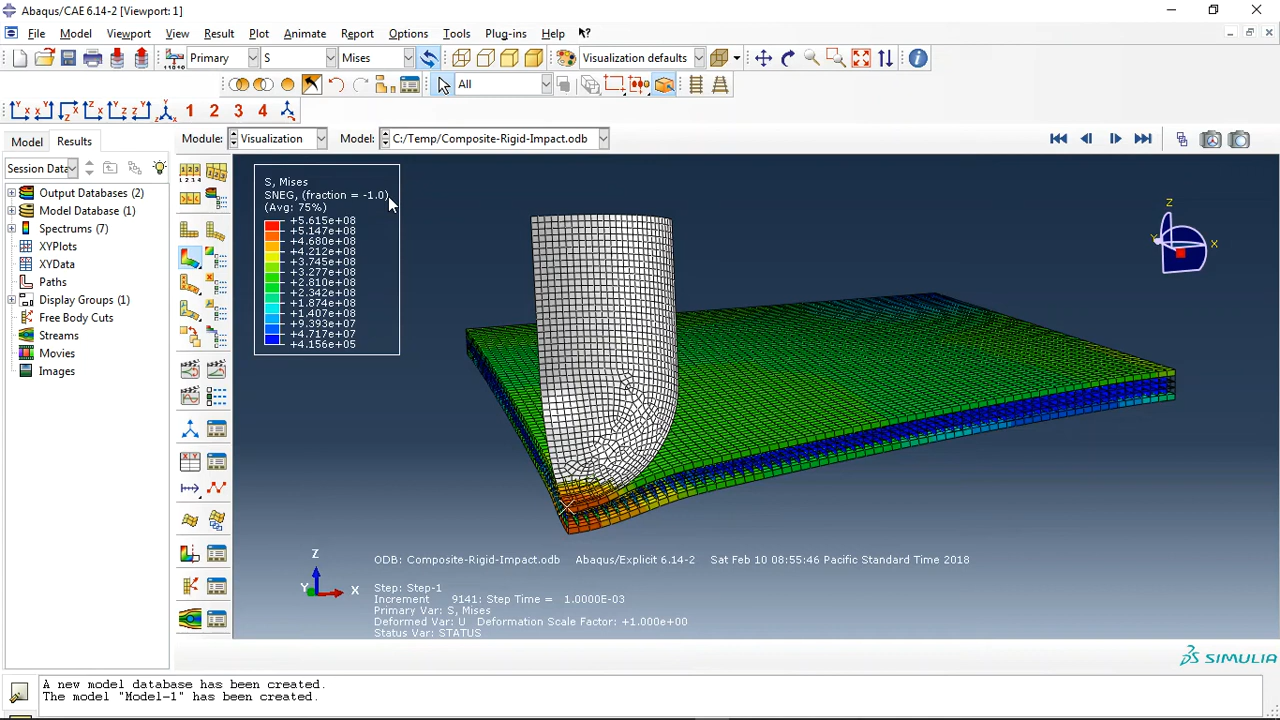 Abaqus/CAE 6.14-2 [Viewport: 1]
File Model Viewport View Result Plot Animate Report Options Tools Plug-ins Help
Primary S Mises Visualization defaults
All
1 2 3 4
Model Results Module: Visualization Model: C:/Temp/Composite-Rigid-Impact.odb
Session Data
Output Databases (2)
Model Database (1)
Spectrums (7)
XYPlots
XYData
Paths
Display Groups (1)
Free Body Cuts
Streams
Movies
Images
S, Mises
SNEG, (fraction = -1.0)
(Avg: 75%)
+5.615e+08
+5.147e+08
+4.680e+08
+4.212e+08
+3.745e+08
+3.277e+08
+2.810e+08
+2.342e+08
+1.874e+08
+1.407e+08
+9.393e+07
+4.717e+07
+4.156e+05
Z
Y X
Z
Y X
ODB: Composite-Rigid-Impact.odb Abaqus/Explicit 6.14-2 Sat Feb 10 08:55:46 Pacific Standard Time 2018
Step: Step-1
Increment 9141: Step Time = 1.0000E-03
Primary Var: S, Mises
Deformed Var: U Deformation Scale Factor: +1.000e+00
Status Var: STATUS
SIMULIA
A new model database has been created.
The model "Model-1" has been created.